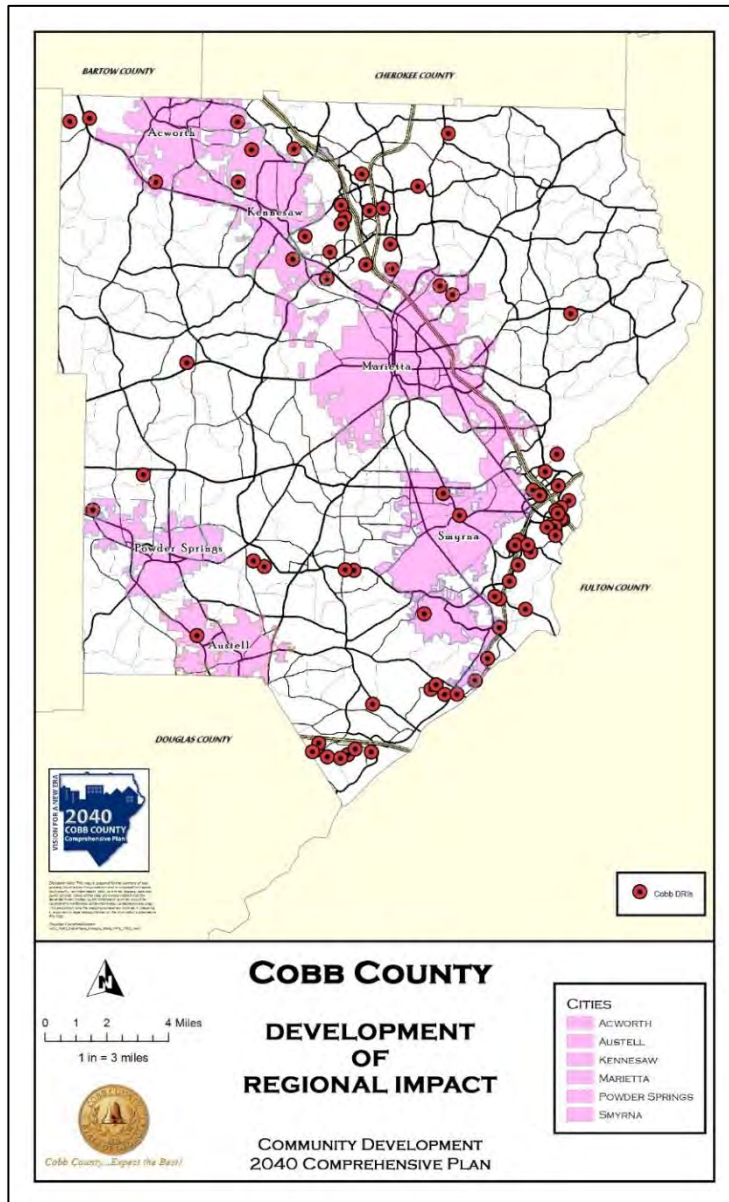 BARTOW COUNTY
CHEROKEE COUNTY
Acworth
Kennesaw
Marietta
Smyrna
Powder Springs
FULTON COUNTY
Austell
DOUGLAS COUNTY
VISION FOR A NEW ERA
2040
COBB COUNTY
Comprehensive Plan
Cobb DRIs
N
0 1 2 4 Miles
1 in = 3 miles
Cobb County...Expect the Best!
COBB COUNTY
DEVELOPMENT
OF
REGIONAL IMPACT
COMMUNITY DEVELOPMENT
2040 COMPREHENSIVE PLAN
CITIES
ACWORTH
AUSTELL
KENNESAW
MARIETTA
POWDER SPRINGS
SMYRNA